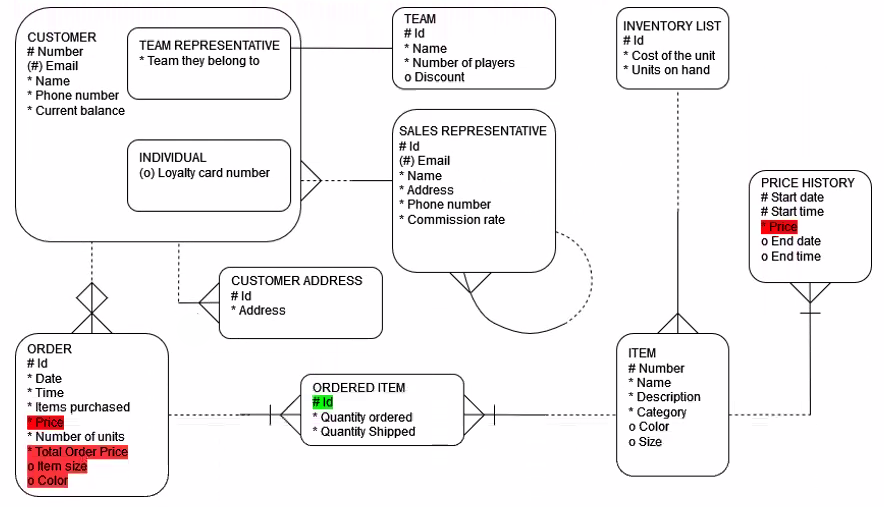 CUSTOMER
# Number
(#) Email
* Name
* Phone number
* Current balance
TEAM REPRESENTATIVE
* Team they belong to
INDIVIDUAL
(o) Loyalty card number
TEAM
# Id
* Name
* Number of players
o Discount
INVENTORY LIST
# Id
* Cost of the unit
* Units on hand
SALES REPRESENTATIVE
# Id
(#) Email
* Name
* Address
* Phone number
* Commission rate
PRICE HISTORY
# Start date
# Start time
* Price
o End date
o End time
CUSTOMER ADDRESS
# Id
* Address
ORDER
# Id
* Date
* Time
* Items purchased
* Price
* Number of units
* Total Order Price
o Item size
o Color
ORDERED ITEM
# Id
* Quantity ordered
* Quantity Shipped
ITEM
# Number
* Name
* Description
* Category
o Color
o Size